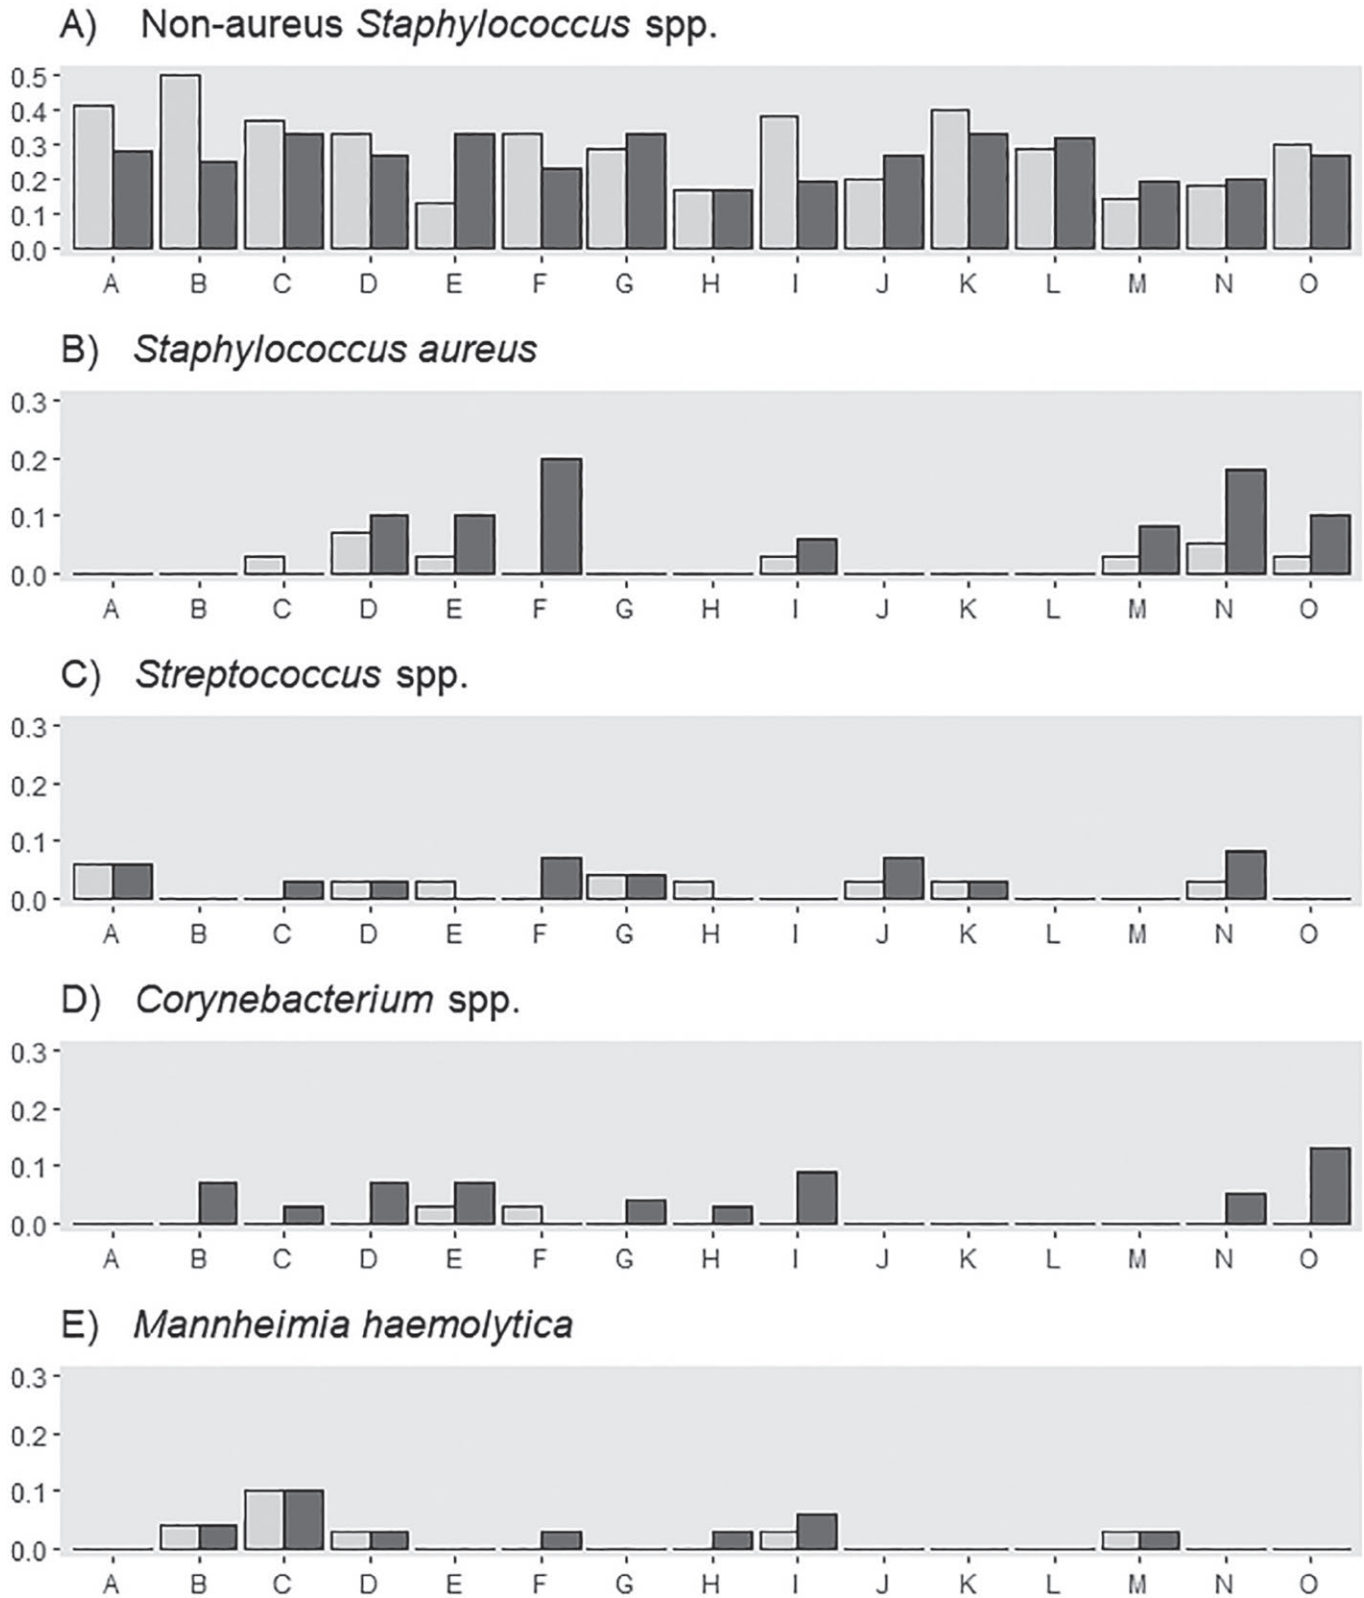 A) Non-aureus Staphylococcus spp.
0.5
0.4
0.3
0.2
0.1
0.0
A B C D E F G H I J K L M N O
B) Staphylococcus aureus
0.3
0.2
0.1
0.0
A B C D E F G H I J K L M N O
C) Streptococcus spp.
0.3
0.2
0.1
0.0
A B C D E F G H I J K L M N O
D) Corynebacterium spp.
0.3
0.2
0.1
0.0
A B C D E F G H I J K L M N O
E) Mannheimia haemolytica
0.3
0.2
0.1
0.0
A B C D E F G H I J K L M N O